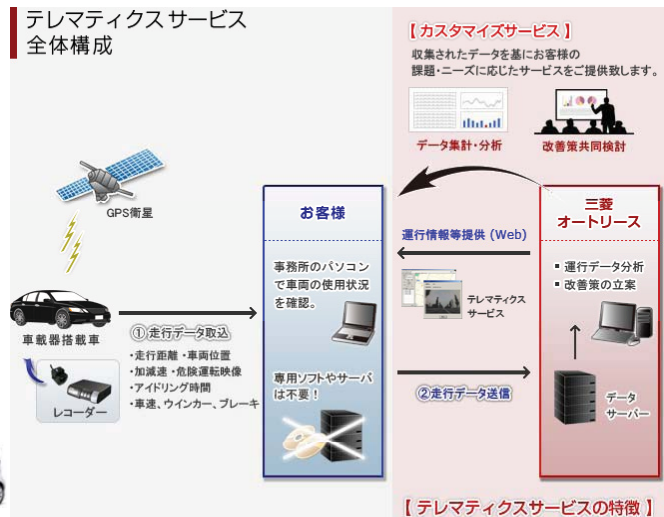 テレマティクスサービス
全体構成
【 カスタマイズサービス 】
収集されたデータを基にお客様の
課題・ニーズに応じたサービスをご提供致します。
データ集計・分析
改善策共同検討
GPS衛星
お客様
三菱
オートリース
運行情報等提供 (Web)
事務所のパソコン
で車両の使用状況
を確認。
▪ 運行データ分析
▪ 改善策の立案
テレマティクス
サービス
車載器搭載車
①走行データ取込
・走行距離 ・車両位置
・加減速 ・危険運転映像
・アイドリング時間
・車速、ウインカー、ブレーキ
レコーダー
専用ソフトやサーバ
は不要！
②走行データ送信
データ
サーバー
【 テレマティクスサービスの特徴 】